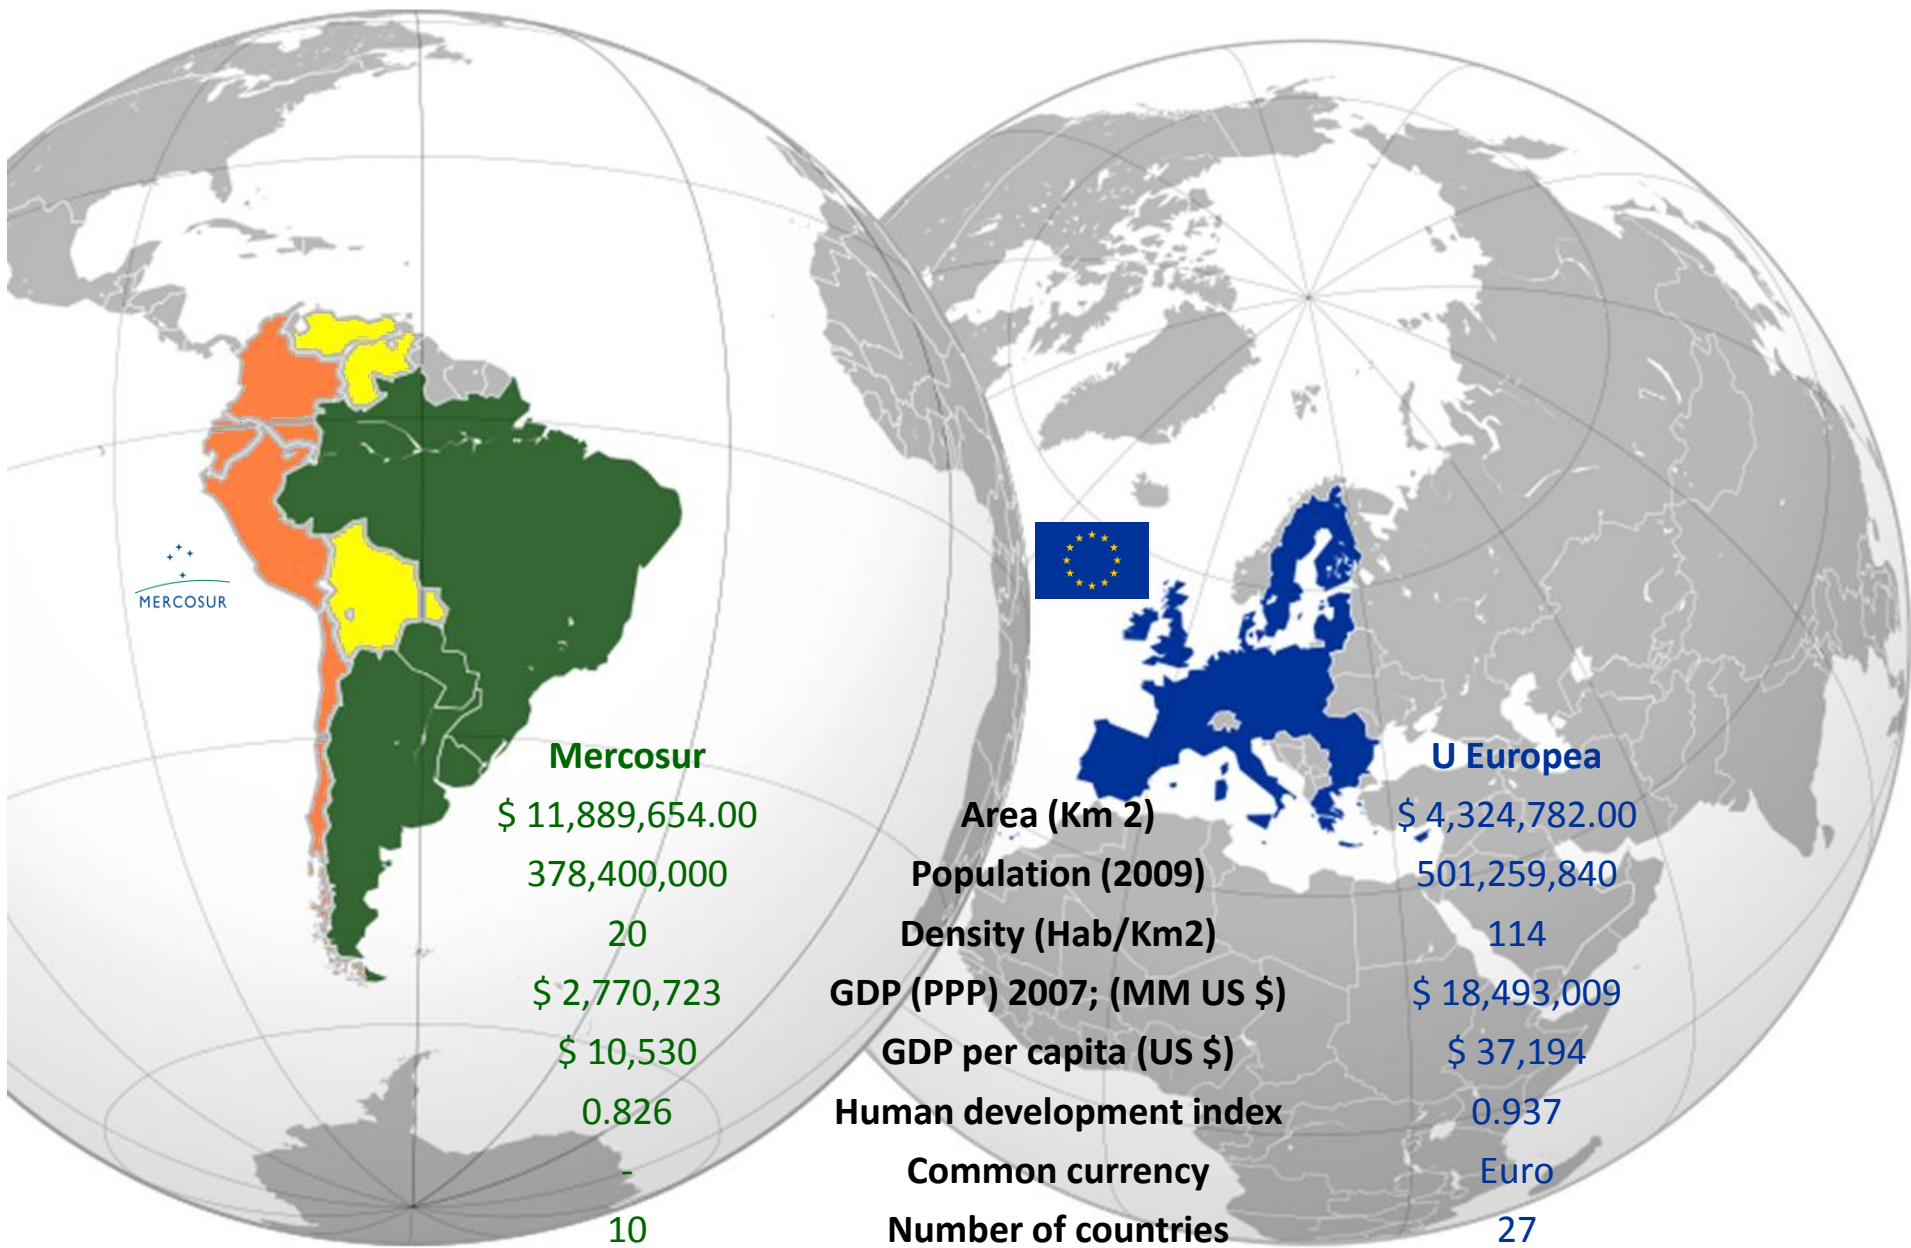 MERCOSUR
Mercosur U Europea
$ 11,889,654.00 Area (Km 2) $ 4,324,782.00
378,400,000 Population (2009) 501,259,840
20 Density (Hab/Km2) 114
$ 2,770,723 GDP (PPP) 2007; (MM US $) $ 18,493,009
$ 10,530 GDP per capita (US $) $ 37,194
0.826 Human development index 0.937
- Common currency Euro
10 Number of countries 27